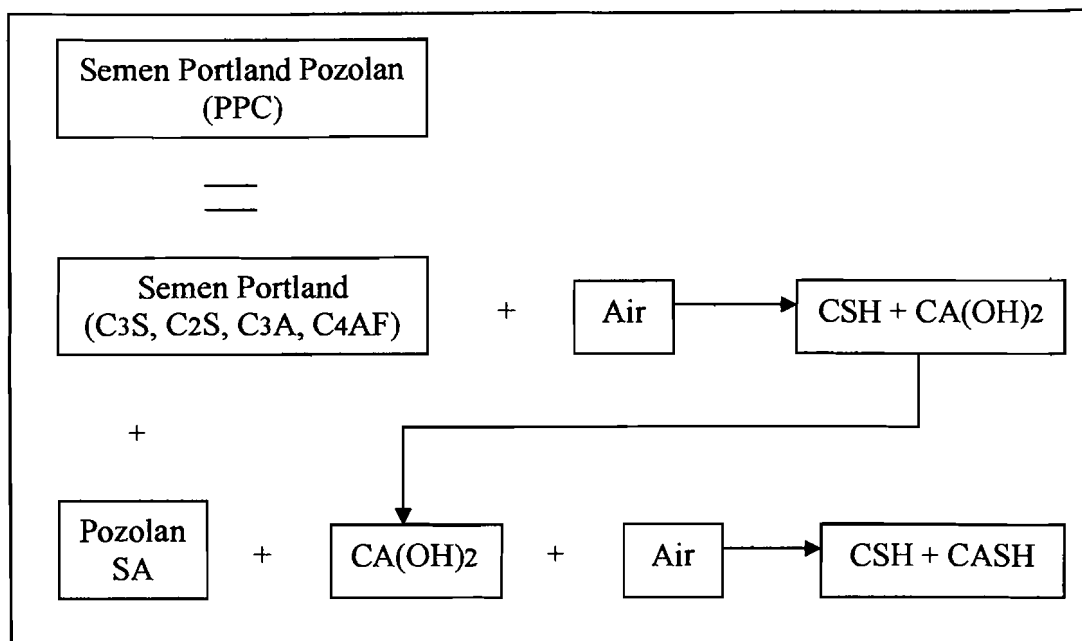 Semen Portland Pozolan
(PPC)
=
Semen Portland
(C3S, C2S, C3A, C4AF)
+
Air
CSH + CA(OH)2
+
Pozolan
SA
+
CA(OH)2
+
Air
CSH + CASH